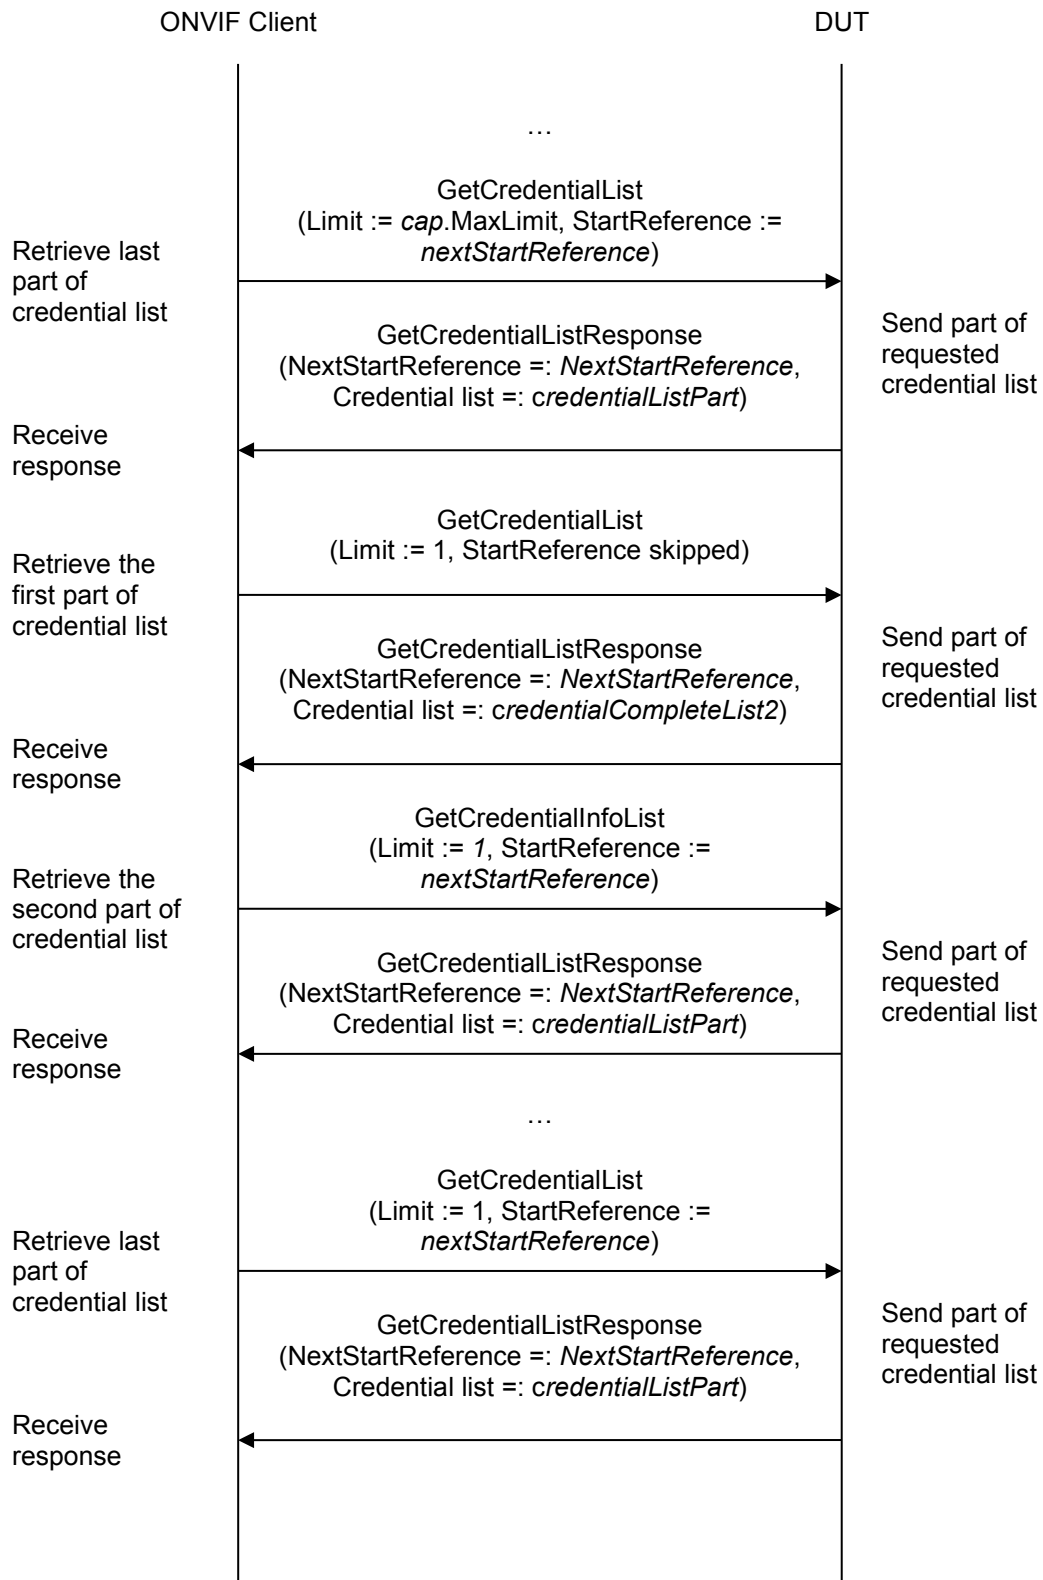 ONVIF Client
DUT
…
GetCredentialList
(Limit := cap.MaxLimit, StartReference :=
nextStartReference)
Retrieve last
part of
credential list
GetCredentialListResponse
(NextStartReference =: NextStartReference,
Credential list =: credentialListPart)
Send part of
requested
credential list
Receive
response
GetCredentialList
(Limit := 1, StartReference skipped)
Retrieve the
first part of
credential list
GetCredentialListResponse
(NextStartReference =: NextStartReference,
Credential list =: credentialCompleteList2)
Send part of
requested
credential list
Receive
response
GetCredentialInfoList
(Limit := 1, StartReference :=
nextStartReference)
Retrieve the
second part of
credential list
GetCredentialListResponse
(NextStartReference =: NextStartReference,
Credential list =: credentialListPart)
Send part of
requested
credential list
Receive
response
…
GetCredentialList
(Limit := 1, StartReference :=
nextStartReference)
Retrieve last
part of
credential list
GetCredentialListResponse
(NextStartReference =: NextStartReference,
Credential list =: credentialListPart)
Send part of
requested
credential list
Receive
response